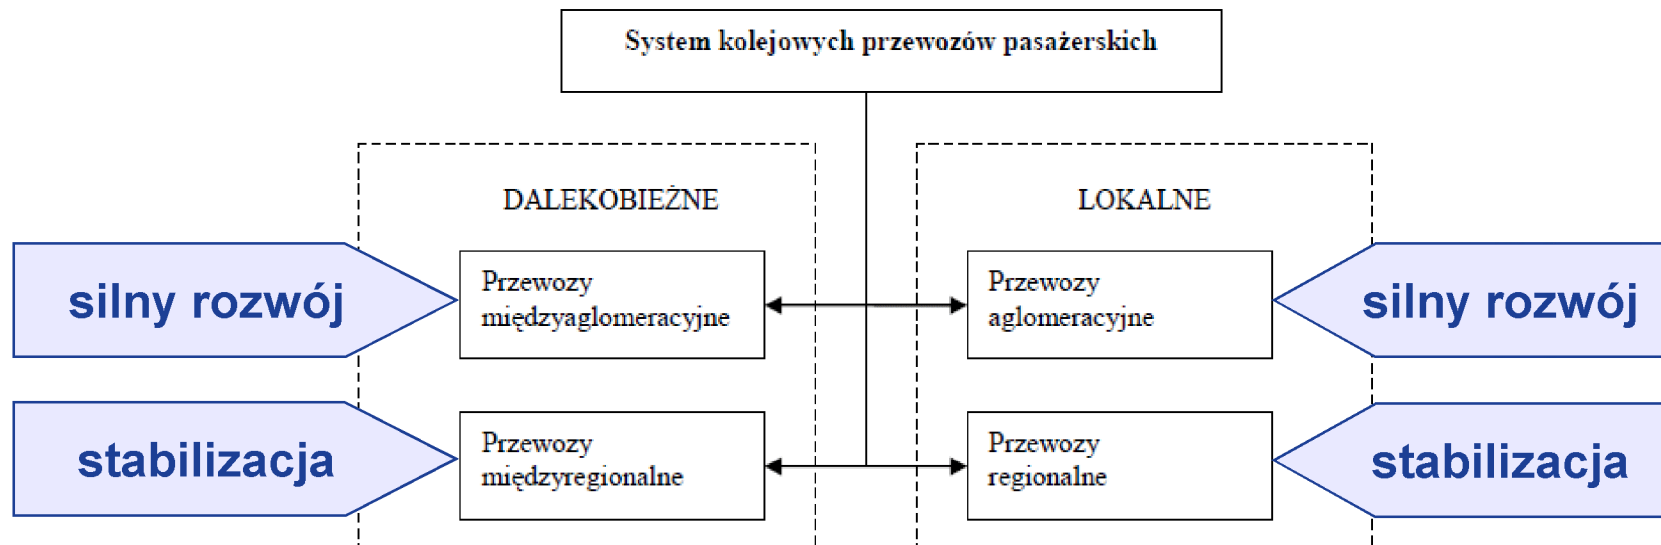 System kolejowych przewozów pasażerskich
DALEKOBIEŻNE
LOKALNE
silny rozwój
Przewozy
międzyaglomeracyjne
Przewozy
aglomeracyjne
silny rozwój
stabilizacja
Przewozy
międzyregionalne
Przewozy
regionalne
stabilizacja